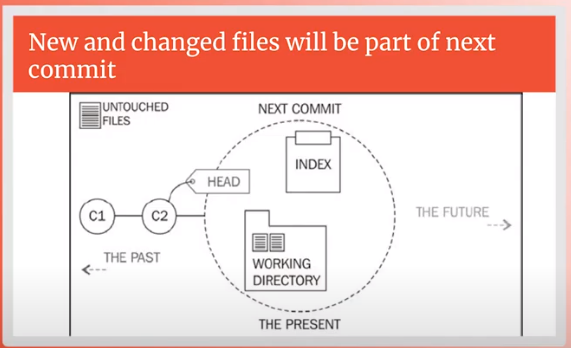 New and changed files will be part of next
commit
UNTOUCHED
FILES
NEXT COMMIT
INDEX
HEAD
C1
C2
THE FUTURE
THE PAST
WORKING
DIRECTORY
THE PRESENT